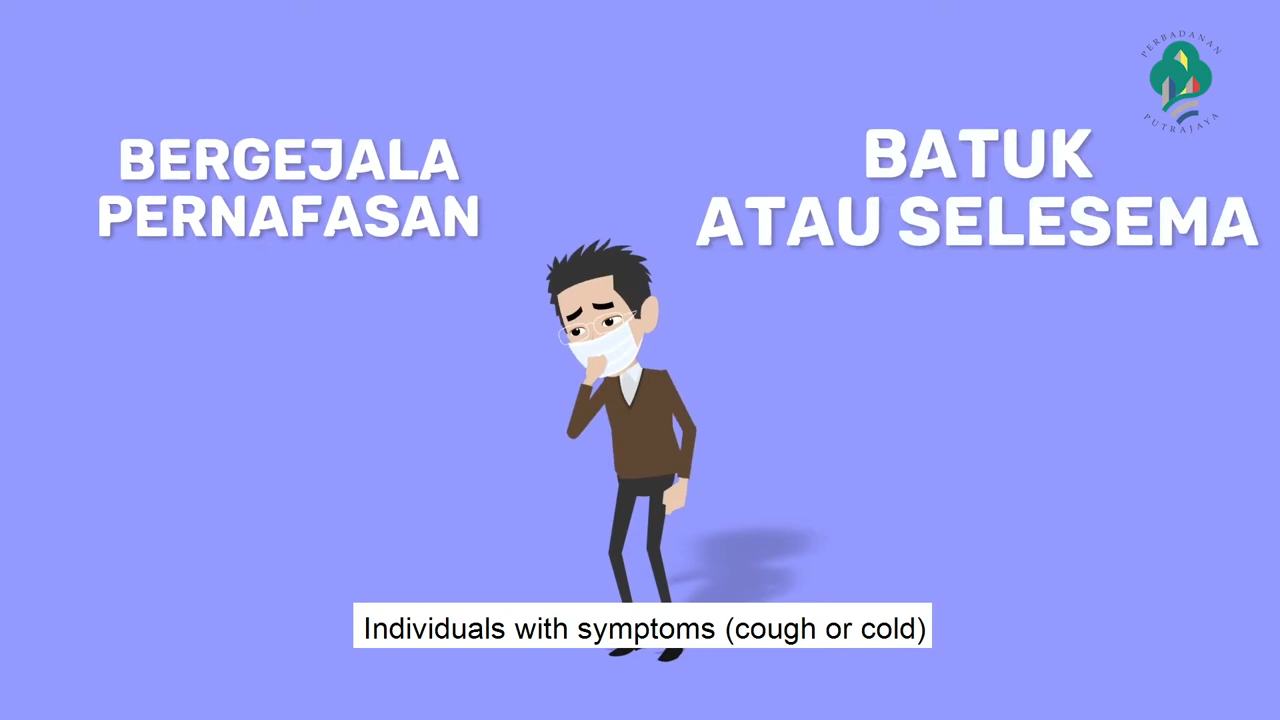 PERBADANAN
PUTRAJAYA
BERGEJALA
PERNAFASAN
BATUK
ATAU SELESEMA
Individuals with symptoms (cough or cold)